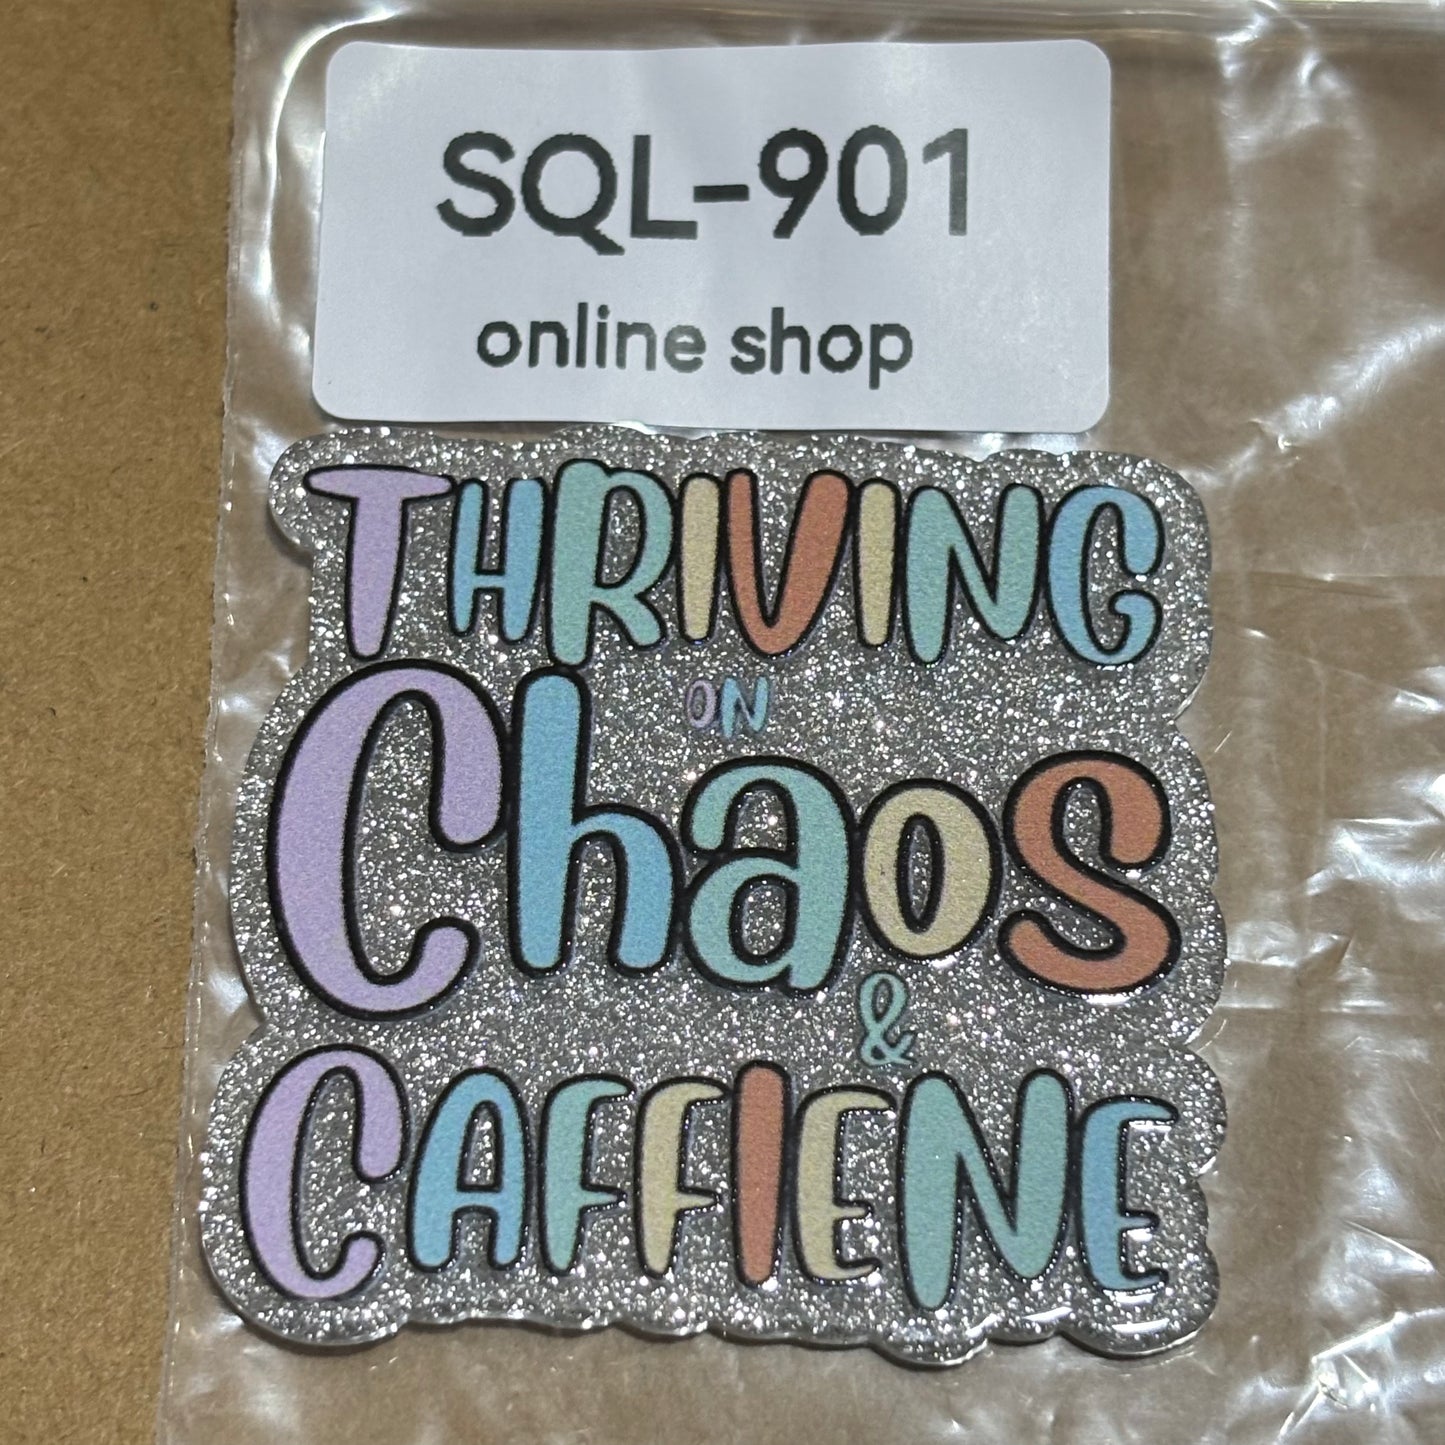 SQL-901
online shop
THRIVING
ON
Chaos
&
CAFFIENE